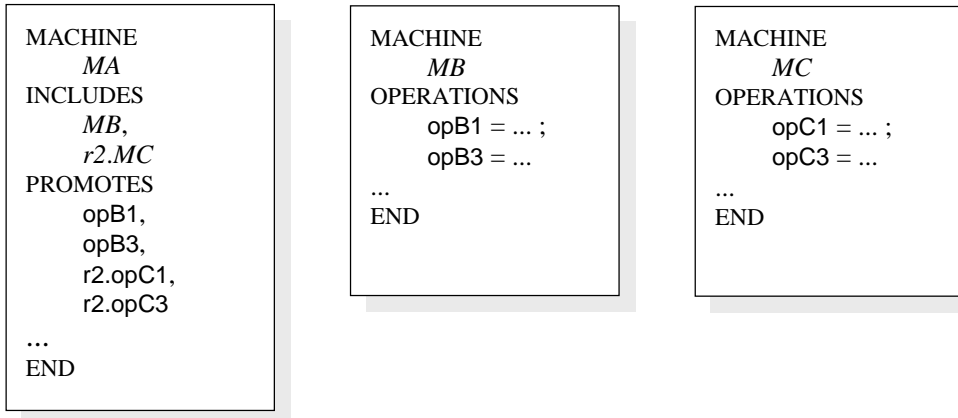 MACHINE
MA
INCLUDES
MB,
r2.MC
PROMOTES
opB1,
opB3,
r2.opC1,
r2.opC3
...
END
MACHINE
MB
OPERATIONS
opB1 = ... ;
opB3 = ...
...
END
MACHINE
MC
OPERATIONS
opC1 = ... ;
opC3 = ...
...
END